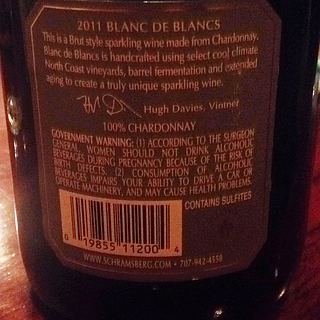 2011 BLANC DE BLANCS
This is a Brut style sparkling wine made from Chardonnay.
Blanc de Blancs is handcrafted using select cool climate
North Coast vineyards, barrel fermentation and extended
aging to create a truly unique sparkling wine.
Hugh Davies, Vintner
100% CHARDONNAY
GOVERNMENT WARNING: (1) ACCORDING TO THE SURGEON
GENERAL, WOMEN SHOULD NOT DRINK ALCOHOLIC
BEVERAGES DURING PREGNANCY BECAUSE OF THE RISK OF
BIRTH DEFECTS. (2) CONSUMPTION OF ALCOHOLIC
BEVERAGES IMPAIRS YOUR ABILITY TO DRIVE A CAR OR
OPERATE MACHINERY, AND MAY CAUSE HEALTH PROBLEMS.
CONTAINS SULFITES
0 19855 11200 4
WWW.SCHRAMSBERG.COM • 707-942-4558